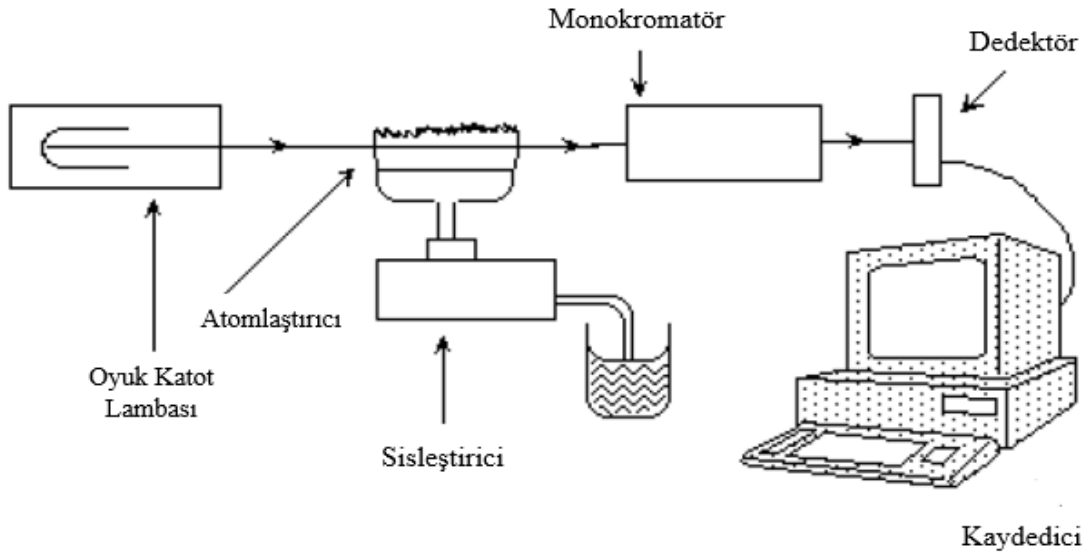 Monokromatör
Dedektör
Atomlaştırıcı
Oyuk Katot
Lambası
Sisleştirici
Kaydedici